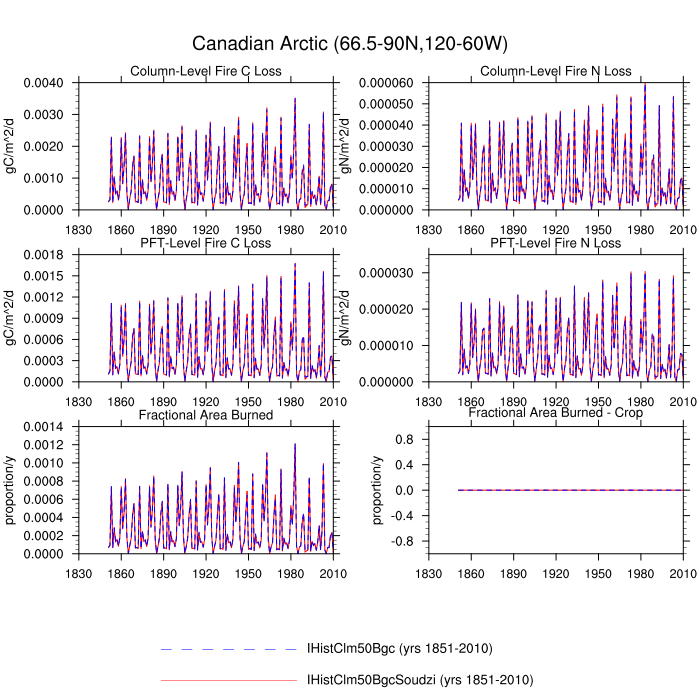 Canadian Arctic (66.5-90N,120-60W)
Column-Level Fire C Loss
gC/m^2/d
0.0040
0.0030
0.0020
0.0010
0.0000
1830 1860 1890 1920 1950 1980 2010
Column-Level Fire N Loss
gN/m^2/d
0.000060
0.000050
0.000040
0.000030
0.000020
0.000010
0.000000
1830 1860 1890 1920 1950 1980 2010
PFT-Level Fire C Loss
gC/m^2/d
0.0018
0.0015
0.0012
0.0009
0.0006
0.0003
0.0000
1830 1860 1890 1920 1950 1980 2010
PFT-Level Fire N Loss
gN/m^2/d
0.000030
0.000020
0.000010
0.000000
1830 1860 1890 1920 1950 1980 2010
Fractional Area Burned
proportion/y
0.0014
0.0012
0.0010
0.0008
0.0006
0.0004
0.0002
0.0000
1830 1860 1890 1920 1950 1980 2010
Fractional Area Burned - Crop
proportion/y
0.8
0.4
0.0
-0.4
-0.8
1830 1860 1890 1920 1950 1980 2010
IHistClm50Bgc (yrs 1851-2010)
IHistClm50BgcSoudzi (yrs 1851-2010)